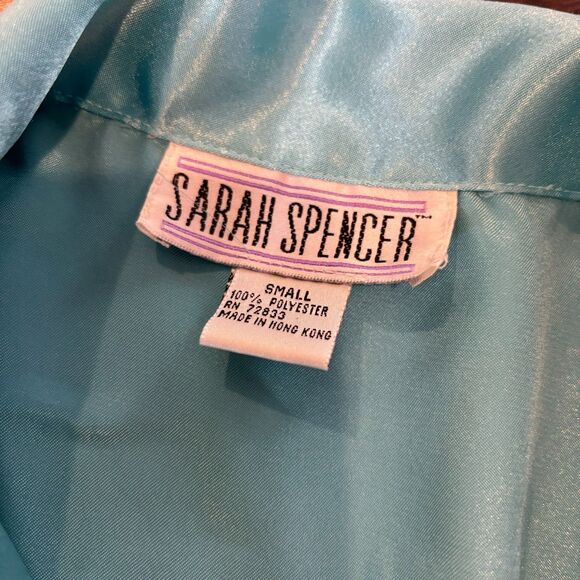 SARAH SPENCER™
SMALL
100% POLYESTER
RN 72833
MADE IN HONG KONG